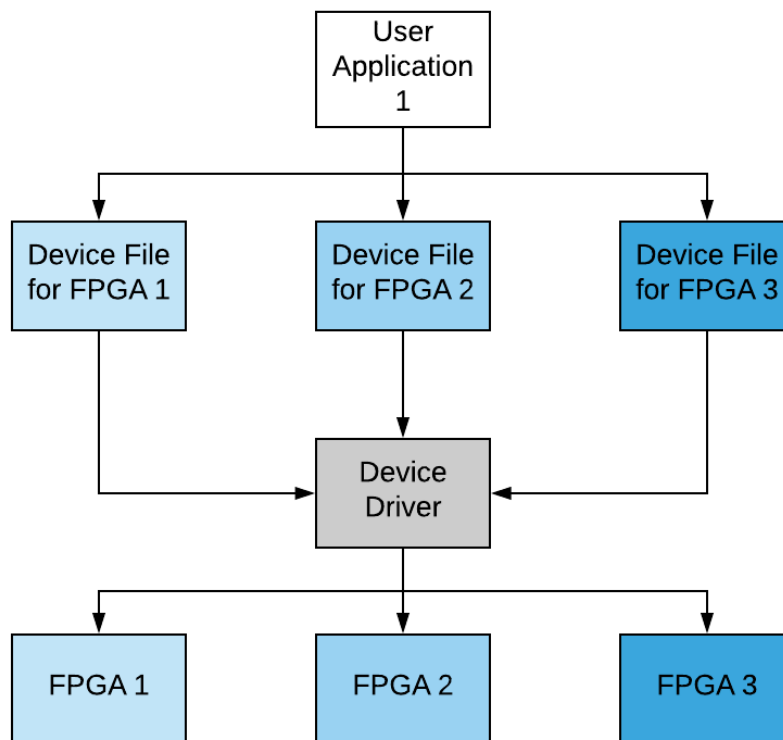 User
Application
1
Device File
for FPGA 1
Device File
for FPGA 2
Device File
for FPGA 3
Device
Driver
FPGA 1
FPGA 2
FPGA 3